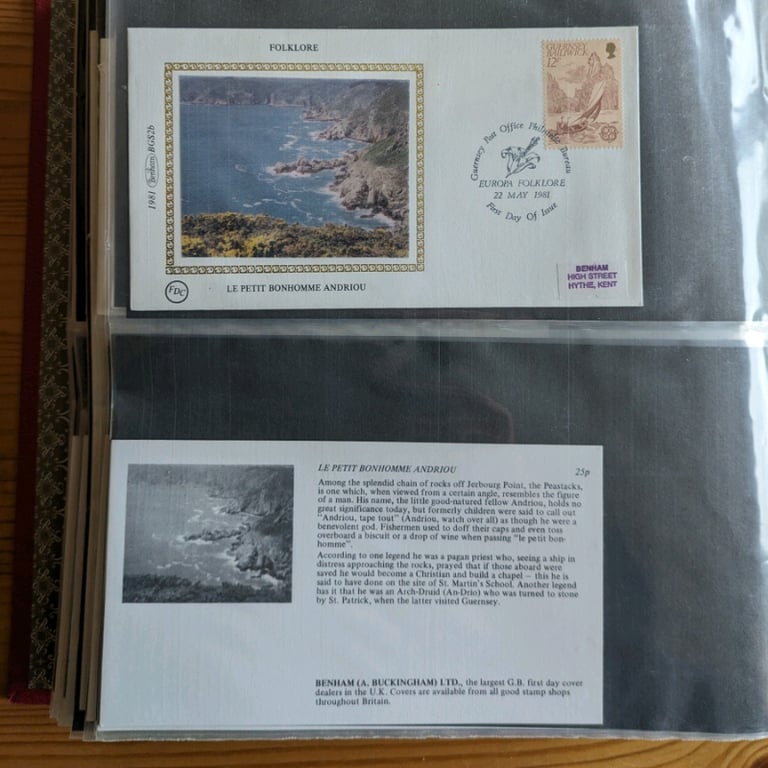 FOLKLORE
GUERNSEY
BAILIWICK
12p
Guernsey Post Office Philatelic Bureau
EUROPA FOLKLORE
22 MAY 1981
First Day Of Issue
1981 Benham BGS2b
FDC
LE PETIT BONHOMME ANDRIOU
BENHAM
HIGH STREET
HYTHE, KENT
LE PETIT BONHOMME ANDRIOU 25p
Among the splendid chain of rocks off Jerbourg Point, the Peastacks,
is one which, when viewed from a certain angle, resembles the figure
of a man. His name, the little good-natured fellow Andriou, holds no
great significance today, but formerly children were said to call out
"Andriou, tape tout" (Andriou, watch over all) as though he were a
benevolent god. Fishermen used to doff their caps and even toss
overboard a biscuit or a drop of wine when passing "le petit bon-
homme".
According to one legend he was a pagan priest who, seeing a ship in
distress approaching the rocks, prayed that if those aboard were
saved he would become a Christian and build a chapel – this he is
said to have done on the site of St. Martin's School. Another legend
has it that he was an Arch-Druid (An-Drio) who was turned to stone
by St. Patrick, when the latter visited Guernsey.
BENHAM (A. BUCKINGHAM) LTD., the largest G.B. first day cover
dealers in the U.K. Covers are available from all good stamp shops
throughout Britain.